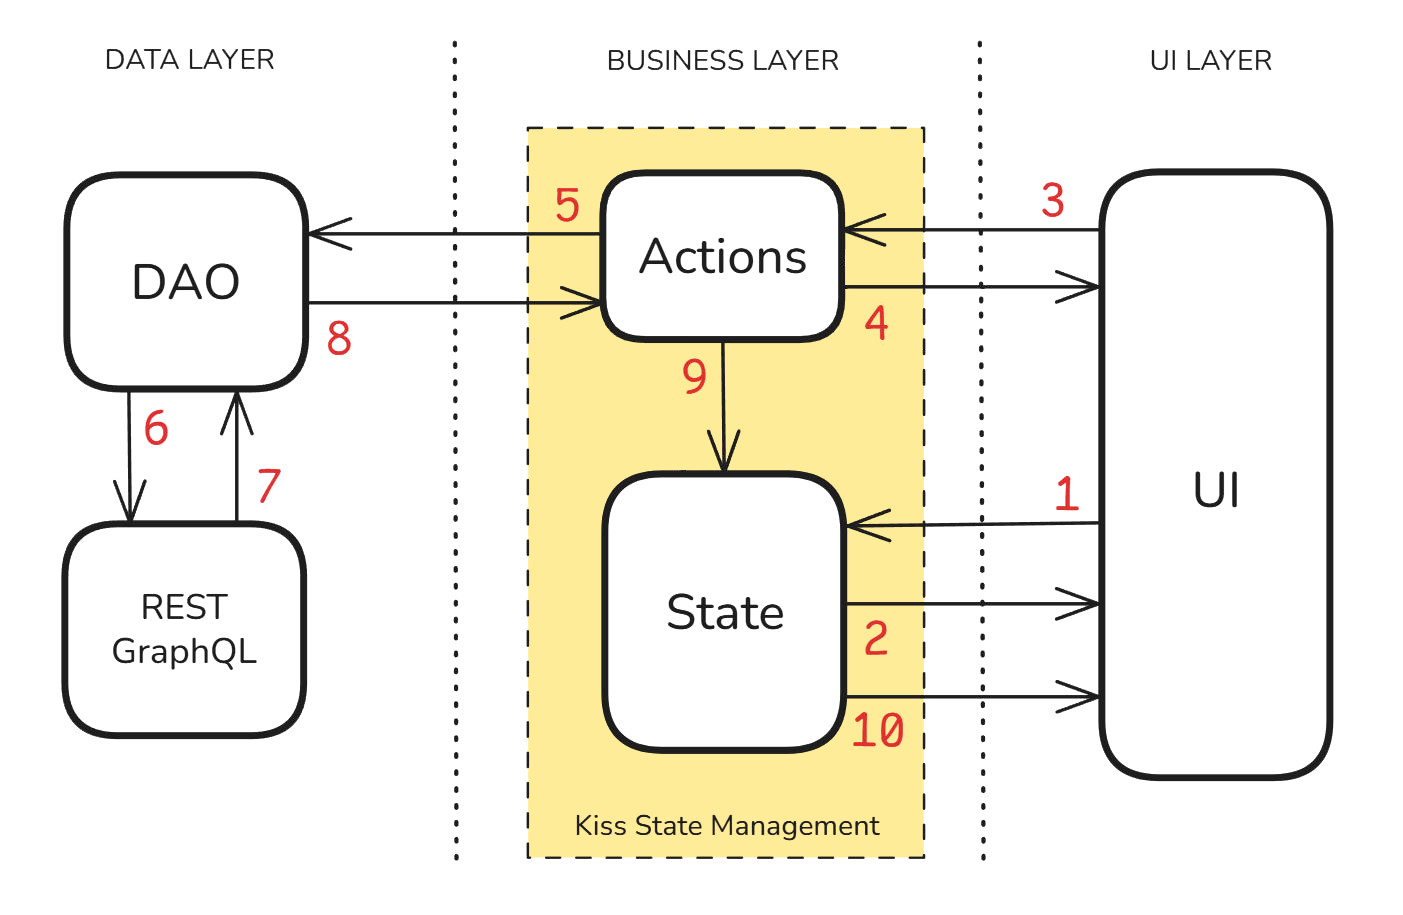 DATA LAYER
BUSINESS LAYER
UI LAYER
5
3
Actions
DAO
8
4
9
6
7
1
UI
REST
GraphQL
State
2
10
Kiss State Management